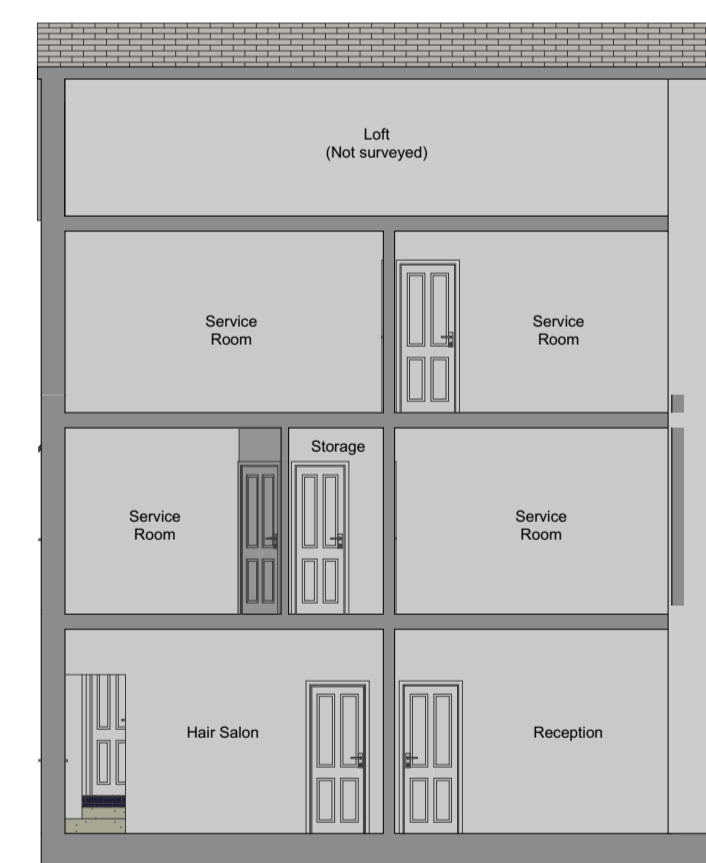 Loft
(Not surveyed)
Service
Room
Service
Room
Storage
Service
Room
Service
Room
Hair Salon
Reception